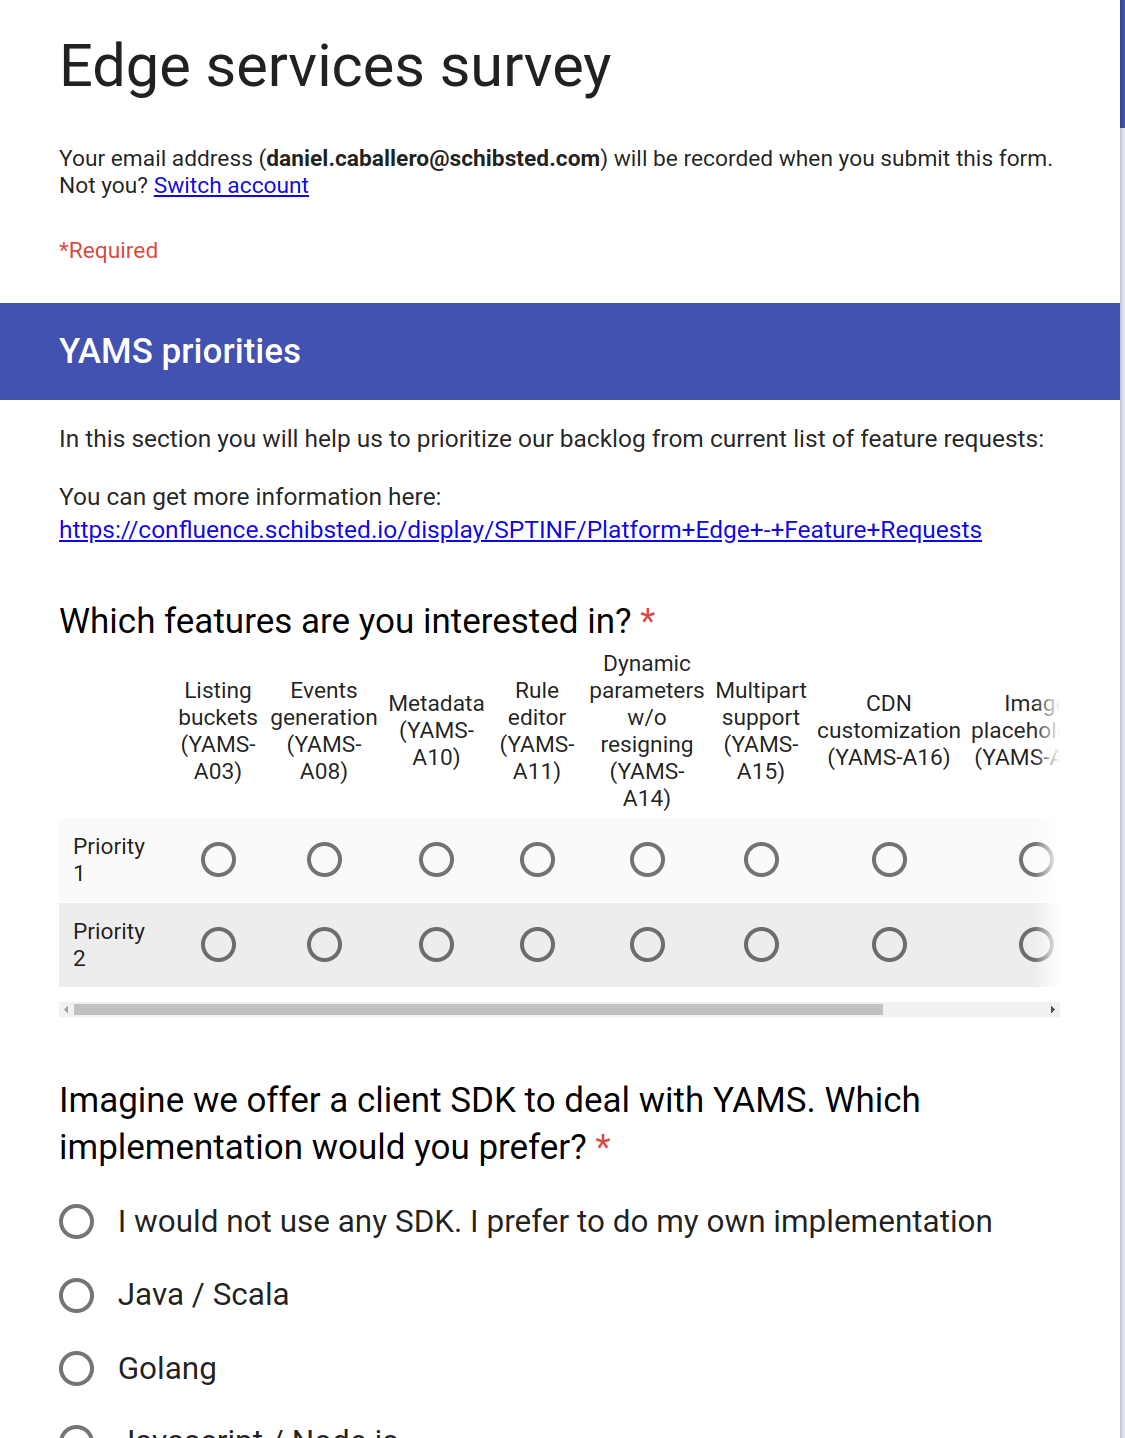 Edge services survey
Your email address (daniel.caballero@schibsted.com) will be recorded when you submit this form.
Not you? Switch account
*Required
YAMS priorities
In this section you will help us to prioritize our backlog from current list of feature requests:
You can get more information here:
https://confluence.schibsted.io/display/SPTINF/Platform+Edge+-+Feature+Requests
Which features are you interested in? *
Listing buckets (YAMS-A03)
Events generation (YAMS-A08)
Metadata (YAMS-A10)
Rule editor (YAMS-A11)
Dynamic parameters w/o resigning (YAMS-A14)
Multipart support (YAMS-A15)
CDN customization (YAMS-A16)
Priority 1
Priority 2
Imagine we offer a client SDK to deal with YAMS. Which
implementation would you prefer? *
I would not use any SDK. I prefer to do my own implementation
Java / Scala
Golang